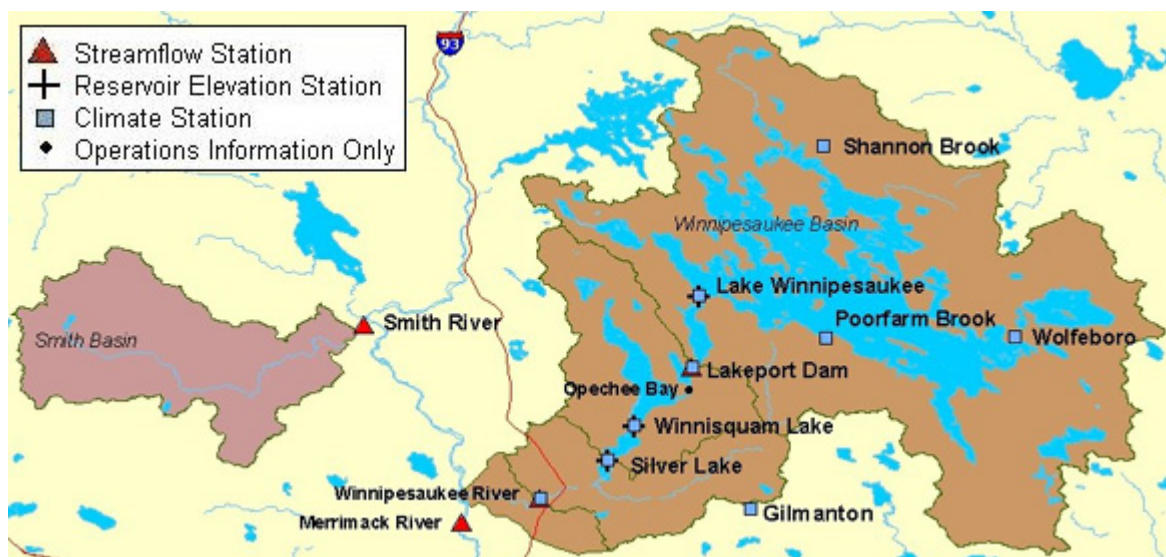 93
Streamflow Station
Reservoir Elevation Station
Climate Station
Operations Information Only
Shannon Brook
Winnipesaukee Basin
Lake Winnipesaukee
Smith River
Poorfarm Brook
Wolfeboro
Smith Basin
Lakeport Dam
Opechee Bay
Winnisquam Lake
Silver Lake
Winnipesaukee River
Gilmanton
Merrimack River